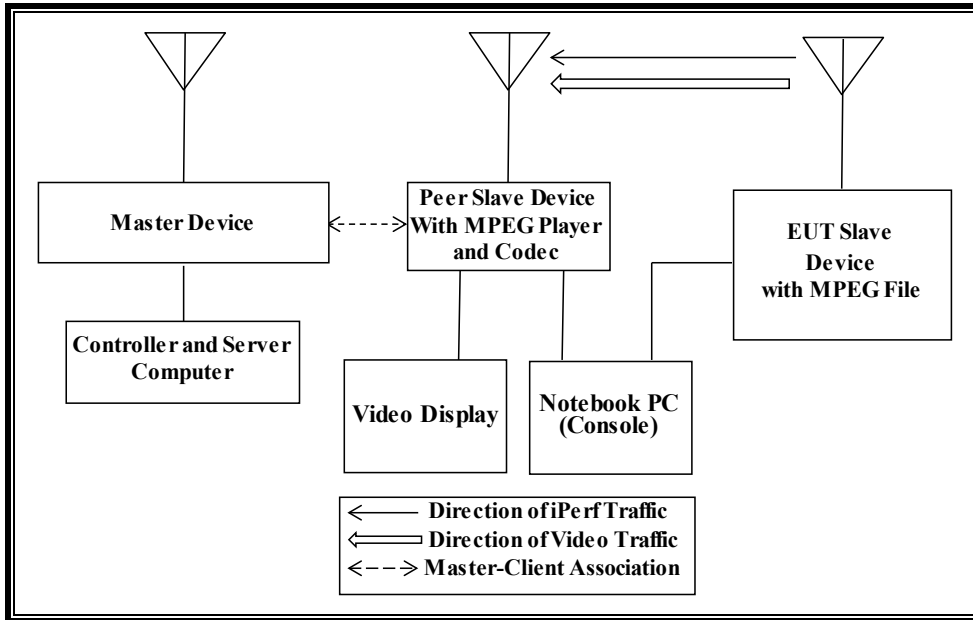 Master Device
Peer Slave Device
With MPEG Player
and Codec
EUT Slave
Device
with MPEG File
Controller and Server
Computer
Video Display
Notebook PC
(Console)
Direction of iPerf Traffic
Direction of Video Traffic
Master-Client Association